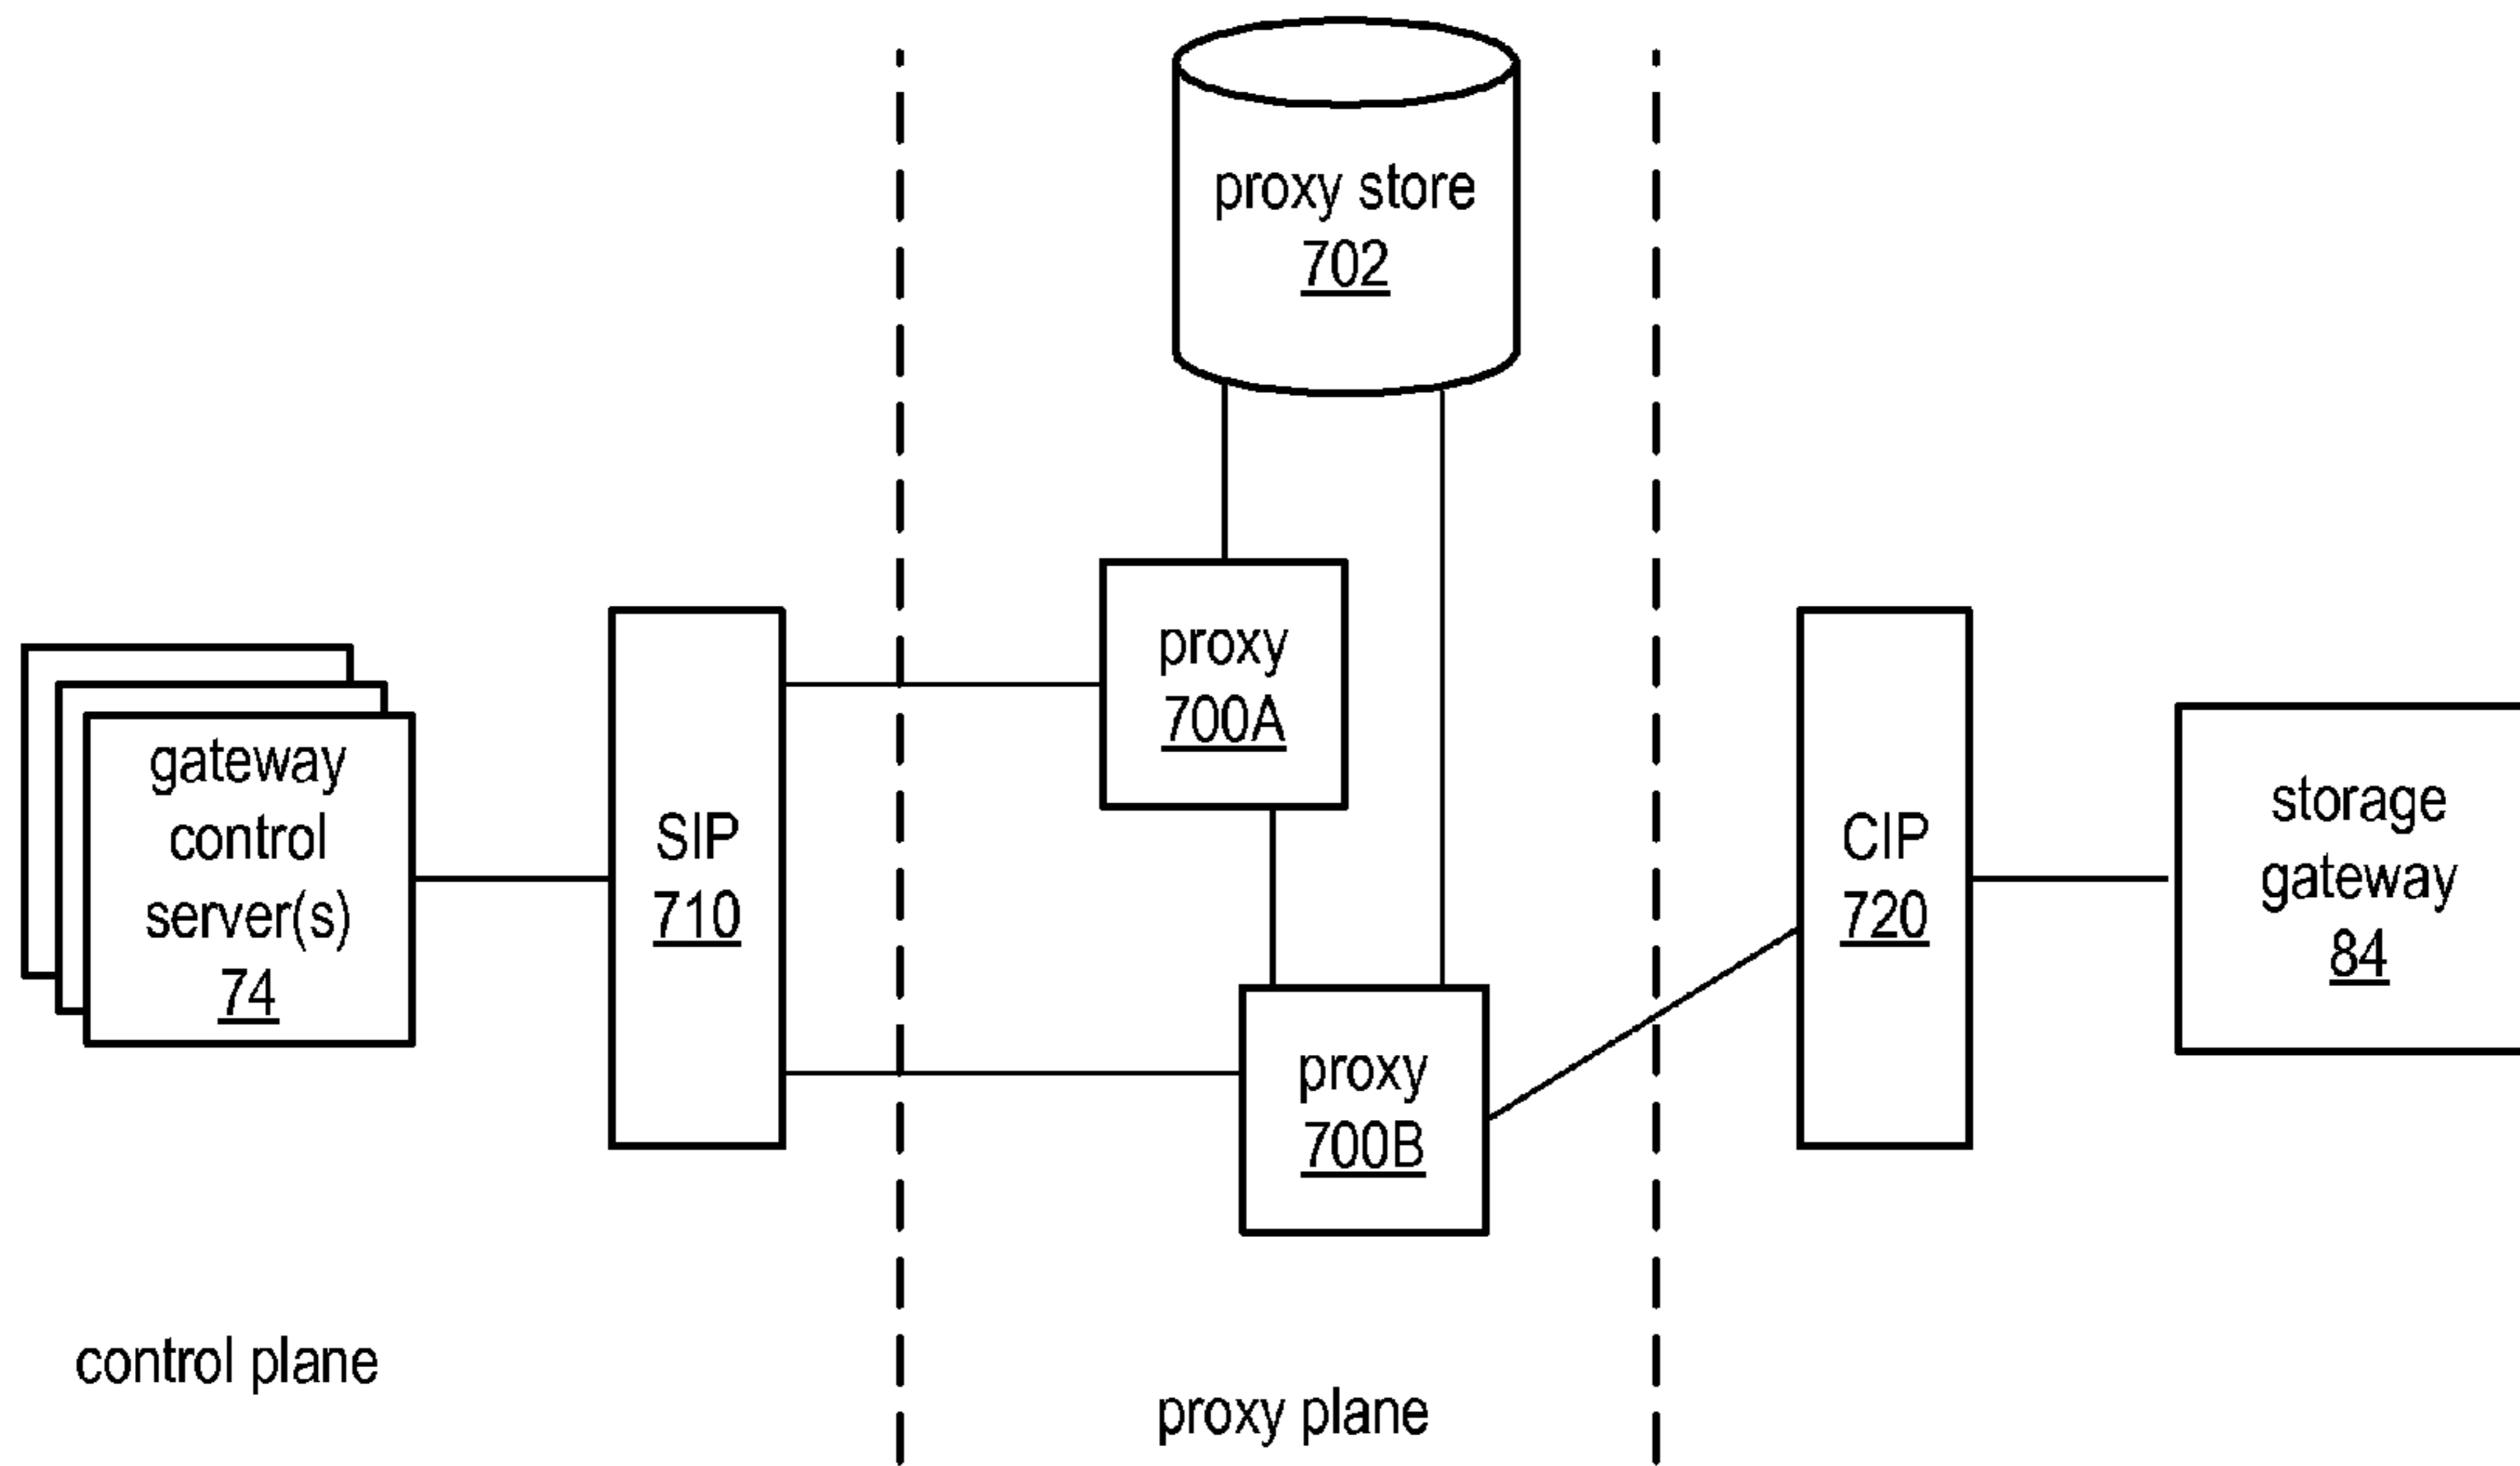 proxy store
702
proxy
700A
gateway
control
server(s)
74
SIP
710
CIP
720
storage
gateway
84
proxy
700B
control plane
proxy plane